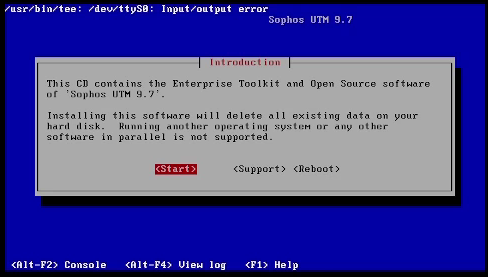 /usr/bin/tee: /dev/ttyS0: Input/output error
Sophos UTM 9.7
Introduction
This CD contains the Enterprise Toolkit and Open Source software
of 'Sophos UTM 9.7'.
Installing this software will delete all existing data on your
hard disk.  Running another operating system or any other
software in parallel is not supported.
<Start> <Support> <Reboot>
<Alt-F2> Console <Alt-F4> View log <F1> Help